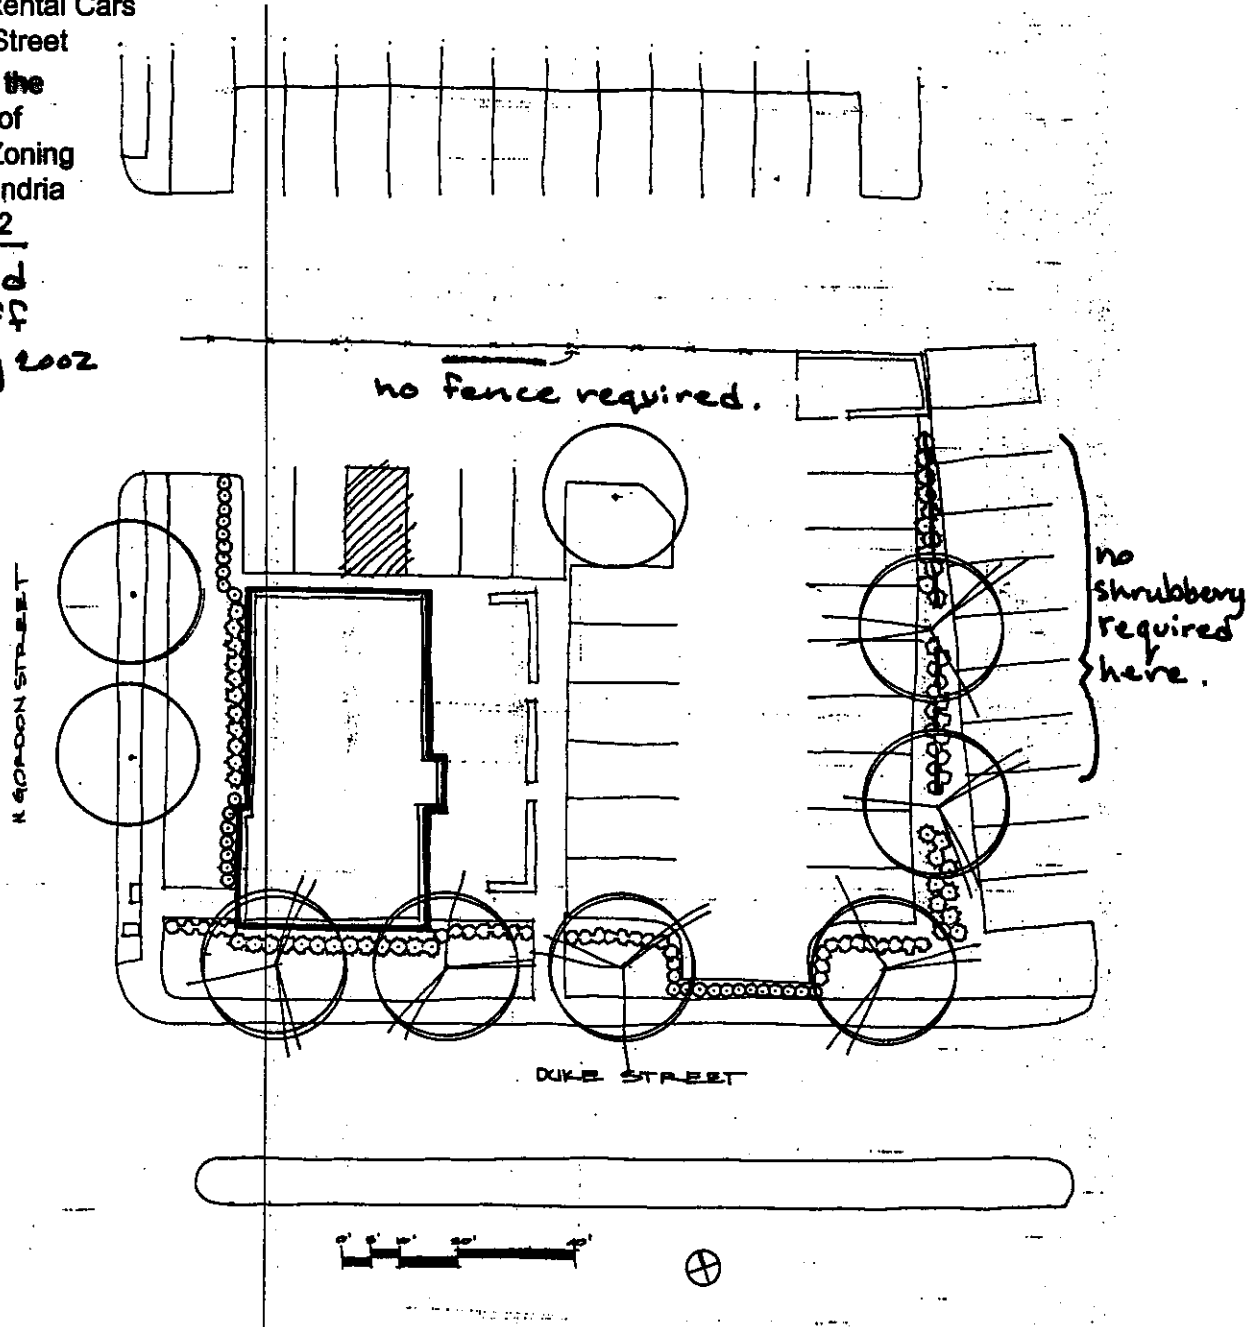 Rental Cars
Street
the
of
Zoning
ndria
2
d
f
2002
no fence required.
no
shrubbery
required
here.
N GORDON STREET
DUKE STREET
0' 5' 10' 20' 40'